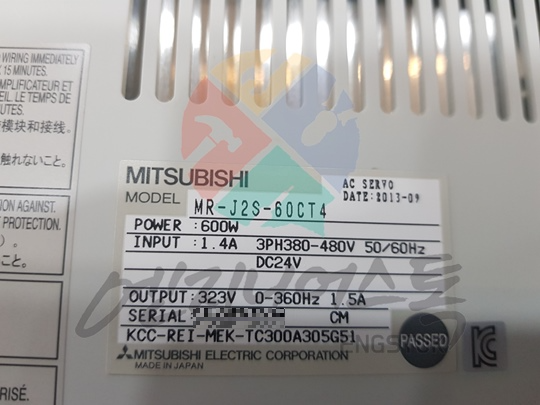 WIRING IMMEDIATELY
15 MINUTES.
AMPLIFICATEUR ET
LE TEMPS DE
模块和接线。
触れないこと。
AGAINST.
PROTECTION.
こと。
MITSUBISHI
AC SERVO
DATE:2013-09
MODEL MR-J2S-60CT4
POWER :600W
INPUT :1.4A 3PH380-480V 50/60Hz
DC24V
OUTPUT:323V 0-360Hz 1.5A
SERIAL: CM
KCC-REI-MEK-TC300A305G51
MITSUBISHI ELECTRIC CORPORATION
MADE IN JAPAN
PASSED